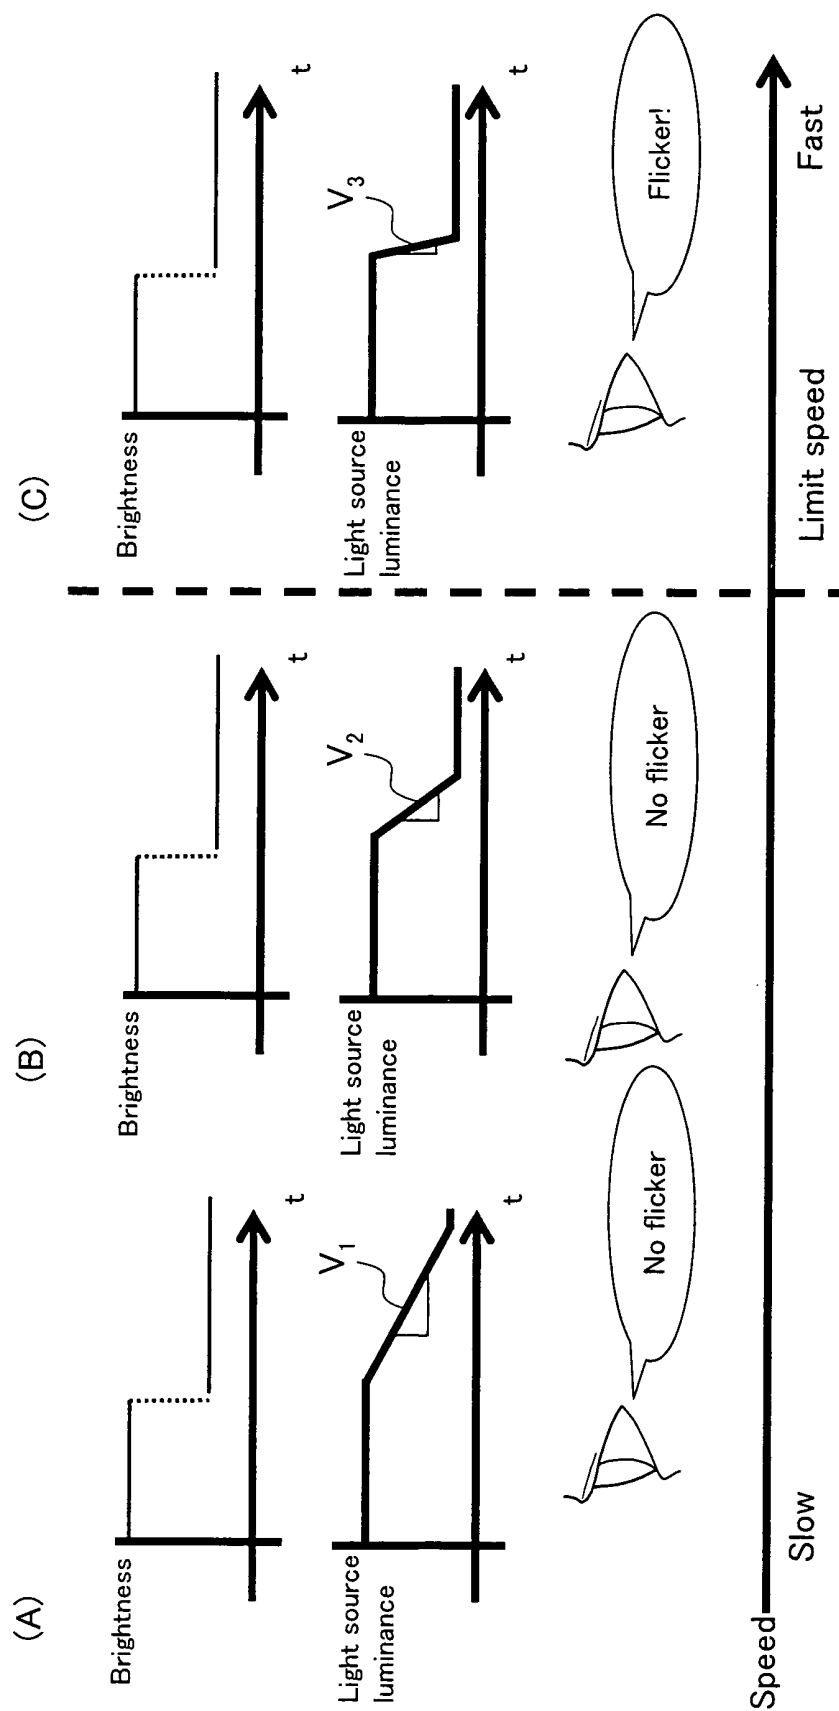 (A)
Brightness
t
Light source
luminance
V1
t
No flicker
(B)
Brightness
t
Light source
luminance
V2
t
No flicker
(C)
Brightness
t
Light source
luminance
V3
t
Flicker!
Speed
Slow
Limit speed
Fast